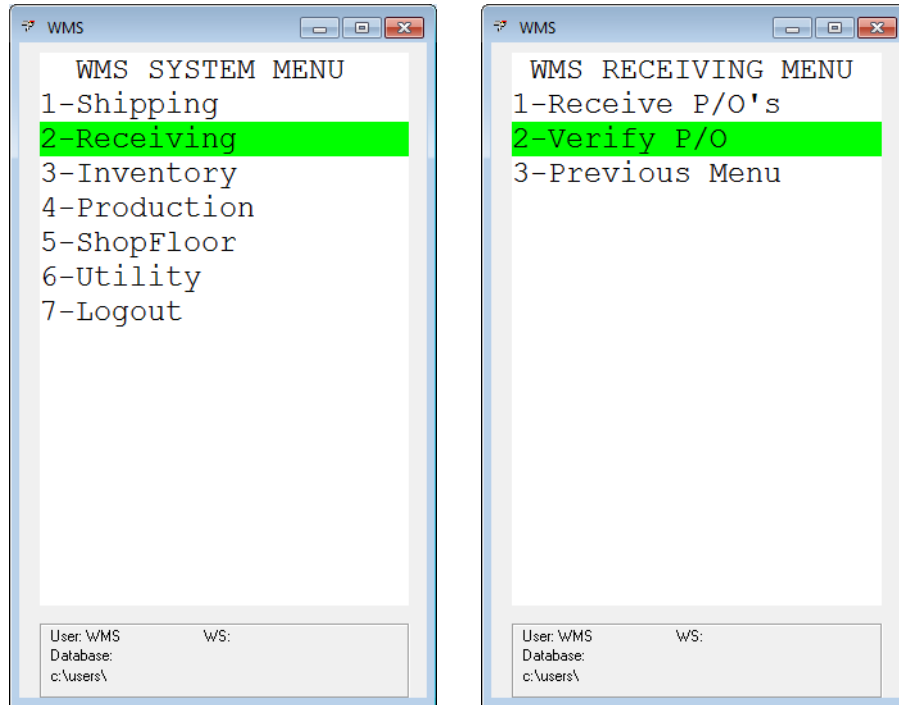 WMS
WMS SYSTEM MENU
1-Shipping
2-Receiving
3-Inventory
4-Production
5-ShopFloor
6-Utility
7-Logout
User: WMS WS:
Database:
c:\users\
WMS
WMS RECEIVING MENU
1-Receive P/O's
2-Verify P/O
3-Previous Menu
User: WMS WS:
Database:
c:\users\